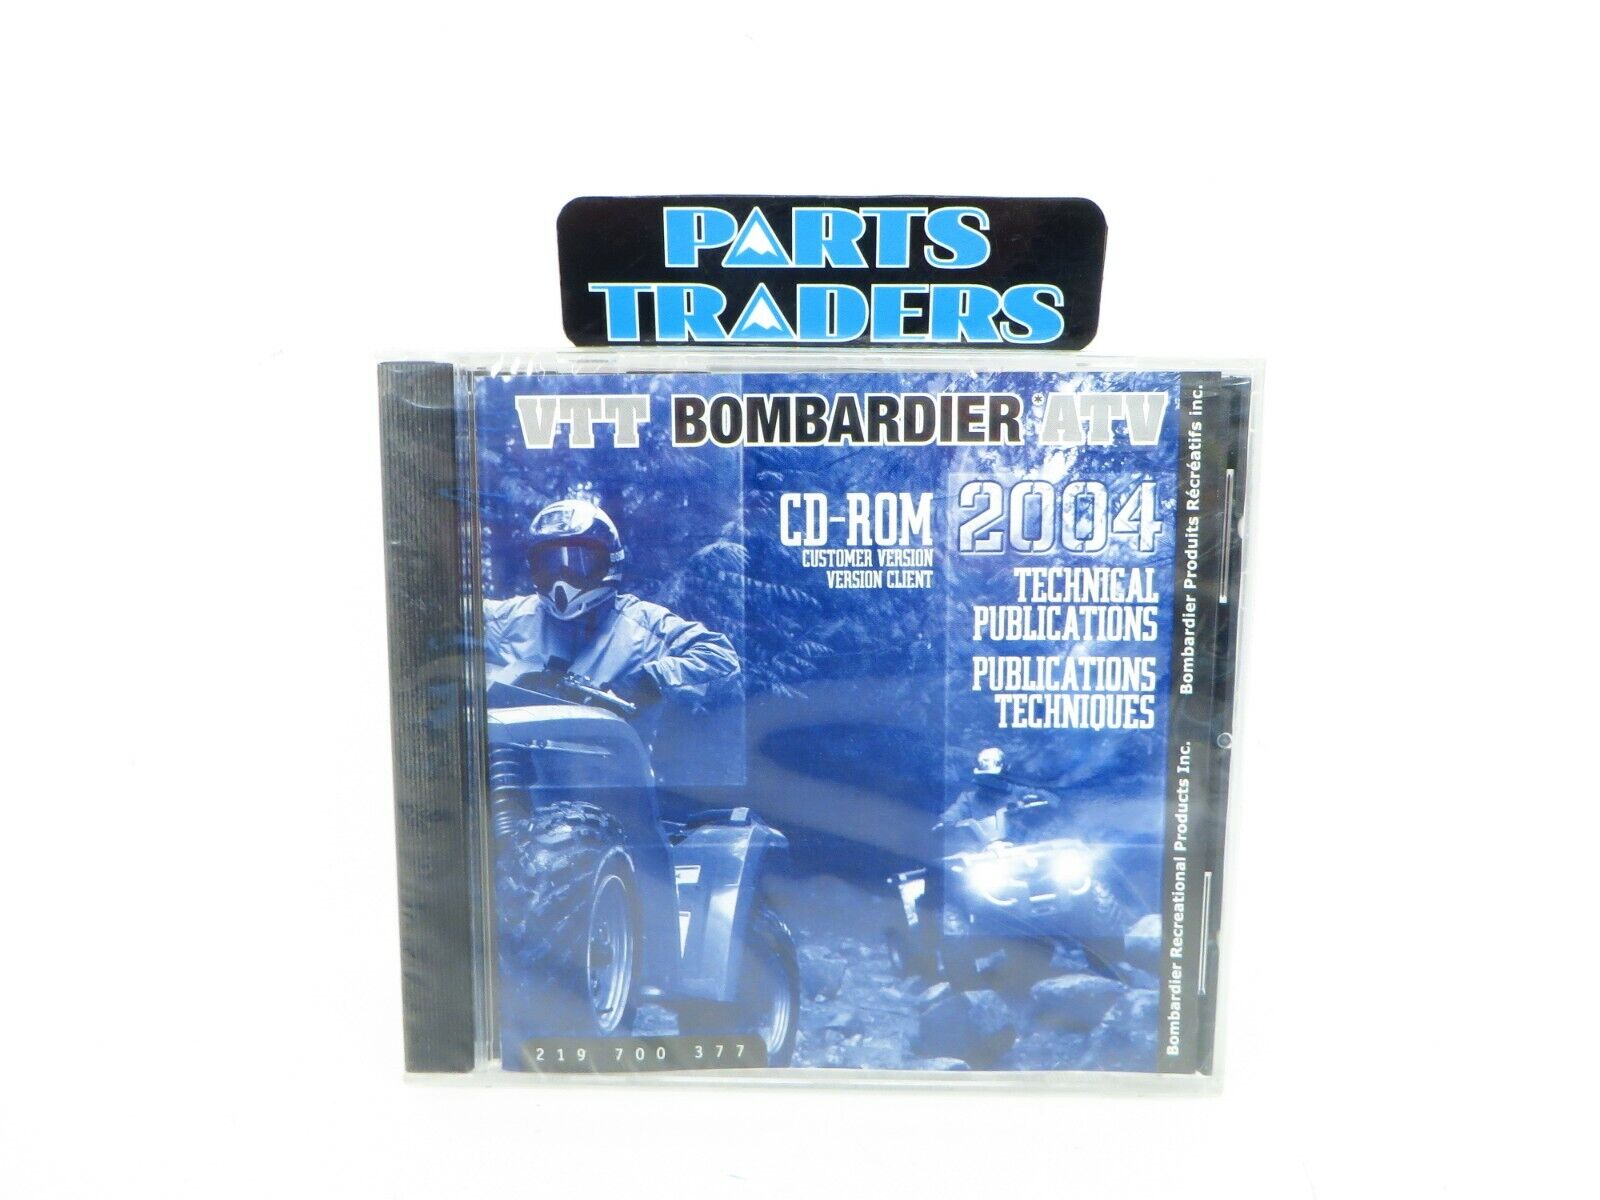 PARTS
TRADERS
VTT BOMBARDIER* ATV
CD-ROM
CUSTOMER VERSION
VERSION CLIENT
2004
TECHNICAL
PUBLICATIONS
PUBLICATIONS
TECHNIQUES
Bombardier Recreational Products Inc.
Bombardier Produits Récréatifs inc.
219 700 377